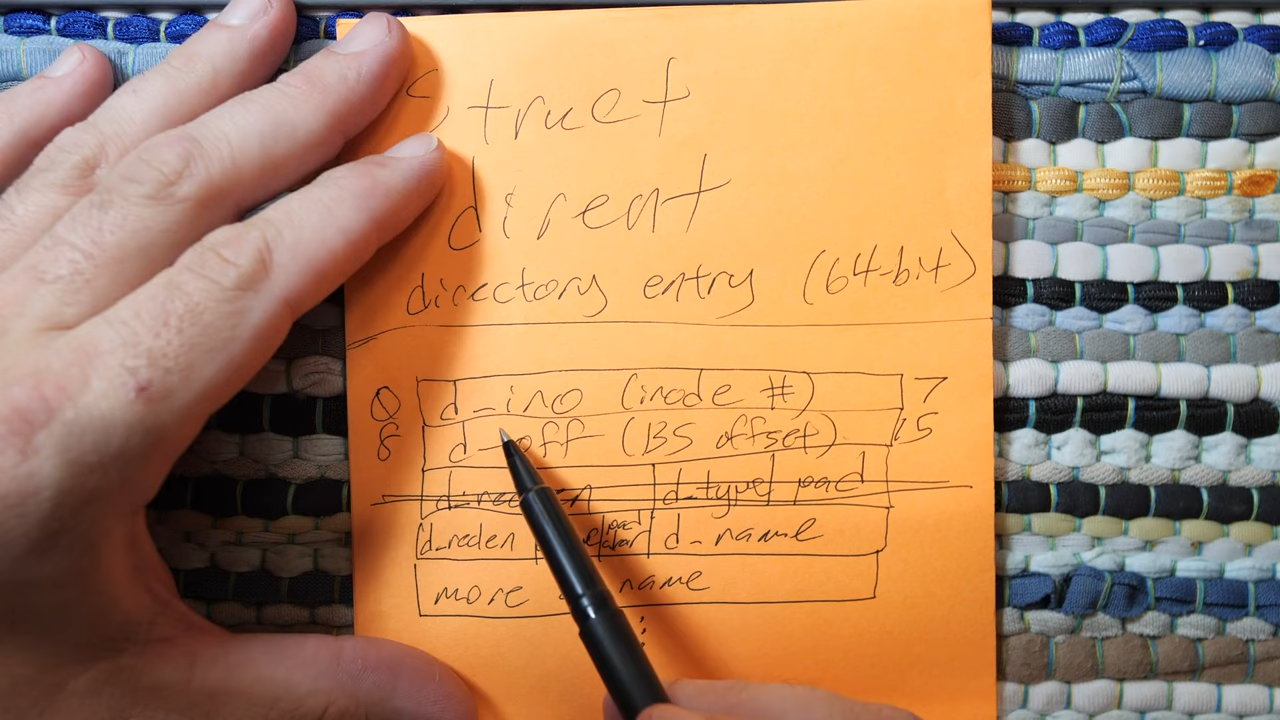 Struct
dirent
directory entry (64-bit)
0 d_ino (inode #) 7
8 d_off (BS offset) 15
d_type pad
d_reclen pad char d_name
more name